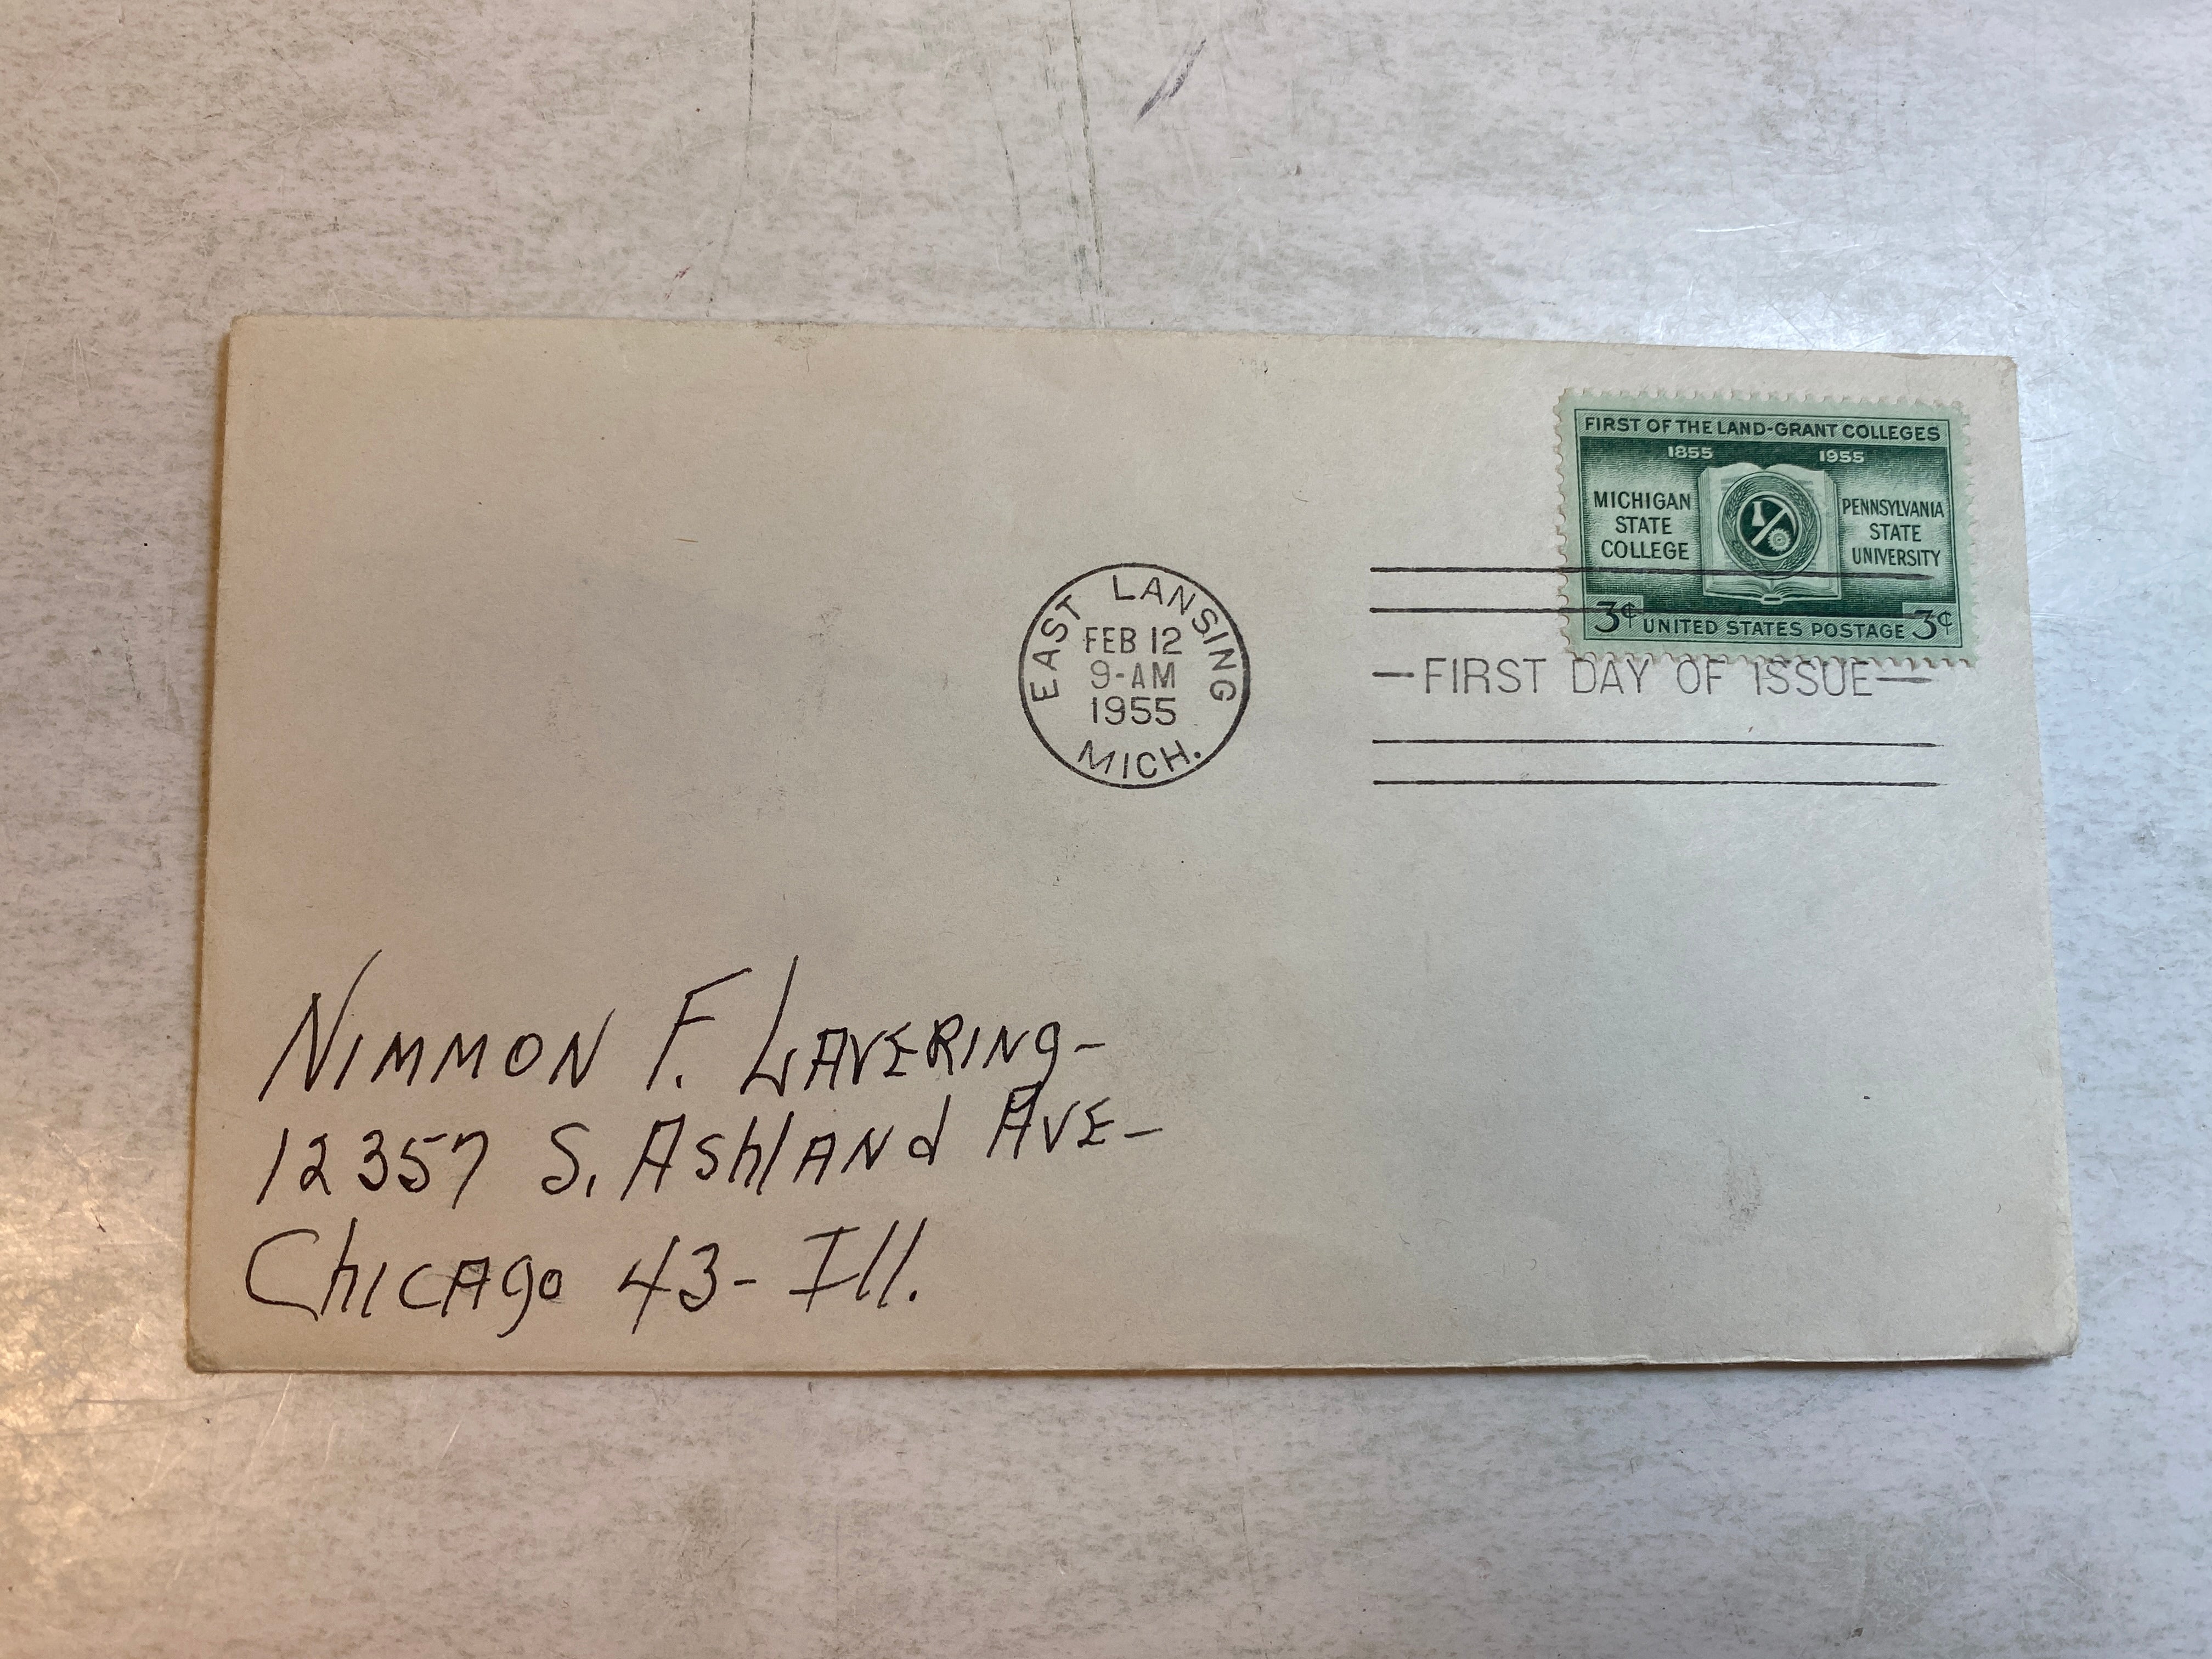 FIRST OF THE LAND-GRANT COLLEGES
1855 1955
MICHIGAN STATE COLLEGE
PENNSYLVANIA STATE UNIVERSITY
3¢ UNITED STATES POSTAGE 3¢
EAST LANSING
FEB 12
9-AM
1955
MICH.
—FIRST DAY OF ISSUE—
NIMMON F. LAVERINg-
12357 S. AshlANd AVE-
ChICAgo 43- Ill.